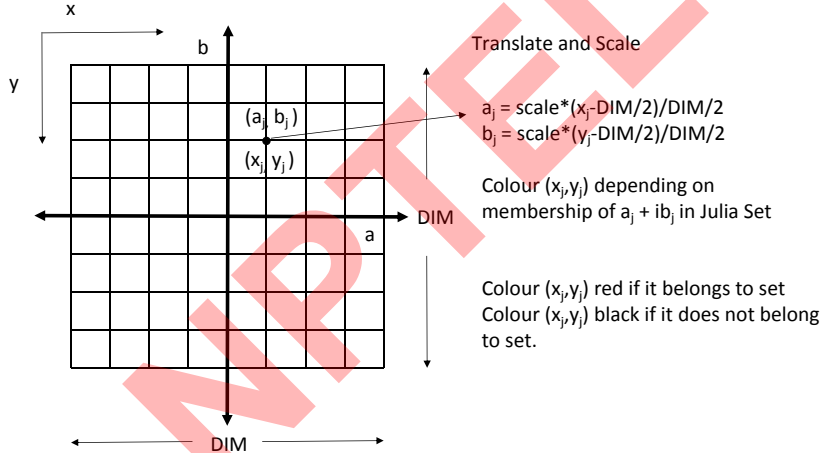 x
b
y
Translate and Scale
(aj, bj )
aj = scale*(xj-DIM/2)/DIM/2
bj = scale*(yj-DIM/2)/DIM/2
(xj, yj )
Colour (xj,yj) depending on
membership of aj + ibj in Julia Set
DIM
a
Colour (xj,yj) red if it belongs to set
Colour (xj,yj) black if it does not belong
to set.
DIM
NPTEL